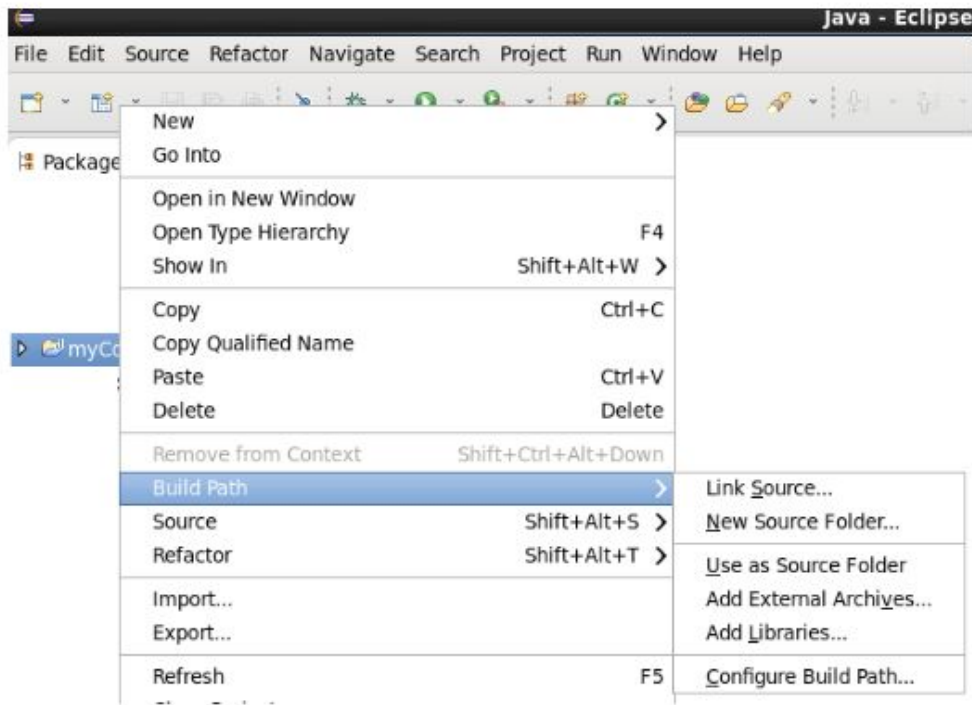 Java - Eclipse
File Edit Source Refactor Navigate Search Project Run Window Help
Package
myCo
New
Go Into
Open in New Window
Open Type Hierarchy F4
Show In Shift+Alt+W
Copy Ctrl+C
Copy Qualified Name
Paste Ctrl+V
Delete Delete
Remove from Context Shift+Ctrl+Alt+Down
Build Path
Source Shift+Alt+S
Refactor Shift+Alt+T
Import...
Export...
Refresh F5
Link Source...
New Source Folder...
Use as Source Folder
Add External Archives...
Add Libraries...
Configure Build Path...